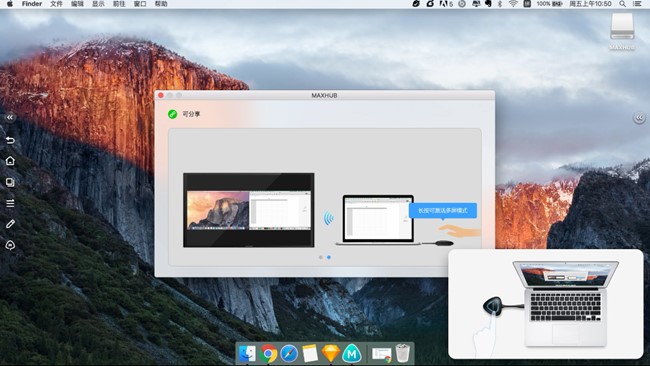 Finder 文件 编辑 显示 前往 窗口 帮助
5 100% 周五上午10:50
MAXHUB
MAXHUB
可分享
长按可激活多屏模式